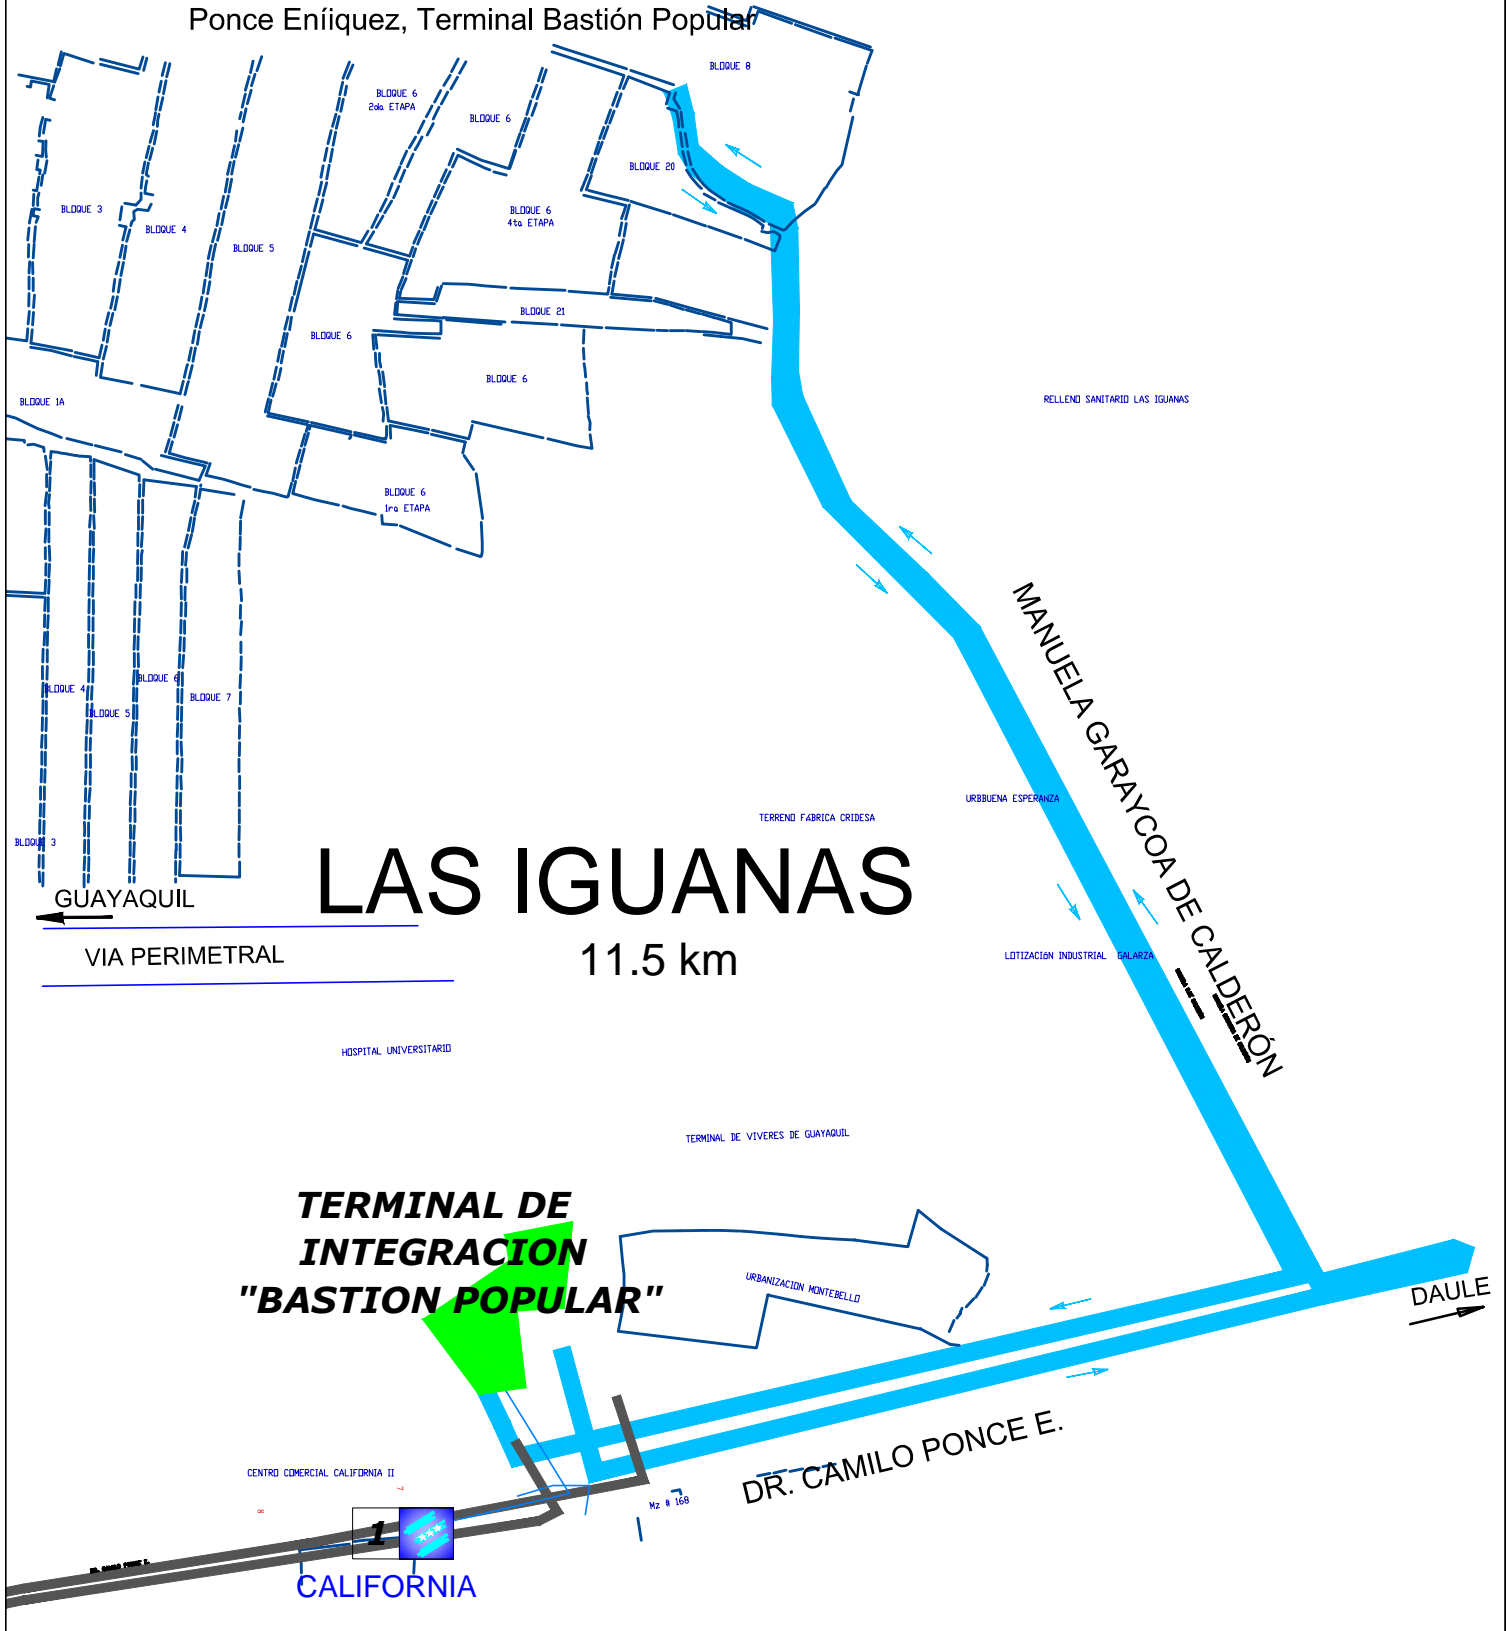 Ponce Eníiquez, Terminal Bastión Popular
BLOQUE 8
BLOQUE 6
2da ETAPA
BLOQUE 6
BLOQUE 20
BLOQUE 3
BLOQUE 4
BLOQUE 6
4ta ETAPA
BLOQUE 5
BLOQUE 21
BLOQUE 6
BLOQUE 6
BLOQUE 1A
RELLENO SANITARIO LAS IGUANAS
BLOQUE 6
1ra ETAPA
MANUELA GARAYCOA DE CALDERÓN
BLOQUE 4
BLOQUE 5
BLOQUE 6
BLOQUE 7
BLOQUE 3
URBBUENA ESPERANZA
TERRENO FÁBRICA CRIDESA
LAS IGUANAS
11.5 km
GUAYAQUIL
VIA PERIMETRAL
LOTIZACIÓN INDUSTRIAL GALARZA
HOSPITAL UNIVERSITARIO
TERMINAL DE VIVERES DE GUAYAQUIL
TERMINAL DE
INTEGRACION
"BASTION POPULAR"
URBANIZACION MONTEBELLO
DAULE
DR. CAMILO PONCE E.
CENTRO COMERCIAL CALIFORNIA II
7
8
Mz # 168
1
CALIFORNIA